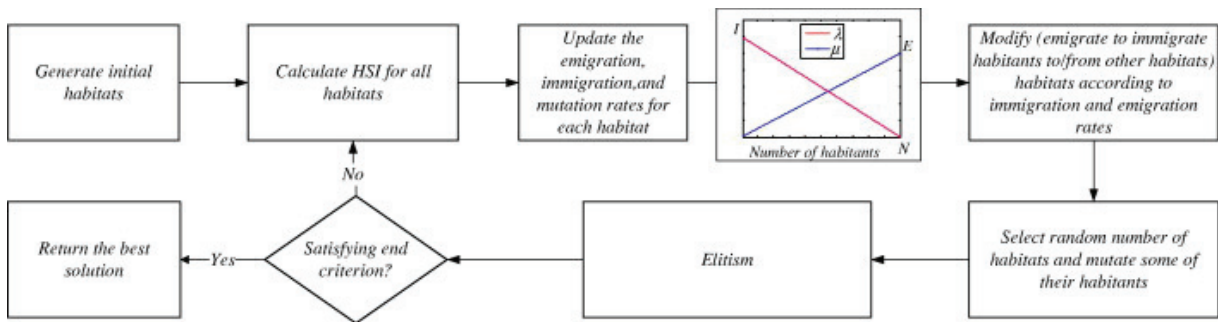 Generate initial
habitats
Calculate HSI for all
habitats
Update the
emigration,
immigration,and
mutation rates for
each habitat
I
λ
μ
E
Number of habitants
N
Modify (emigrate to immigrate
habitants to/from other habitats)
habitats according to
immigration and emigration
rates
Select random number of
habitats and mutate some of
their habitants
Elitism
Satisfying end
criterion?
No
Yes
Return the best
solution